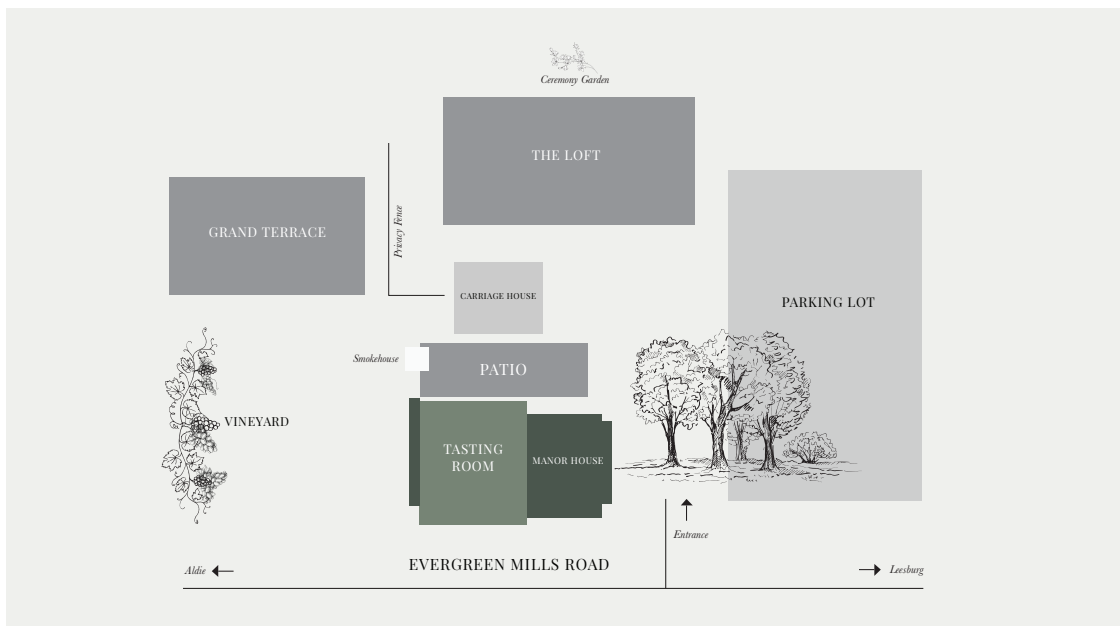 Ceremony Garden
THE LOFT
GRAND TERRACE
Privacy Fence
CARRIAGE HOUSE
PARKING LOT
Smokehouse
PATIO
VINEYARD
TASTING
ROOM
MANOR HOUSE
Entrance
EVERGREEN MILLS ROAD
Aldie
Leesburg